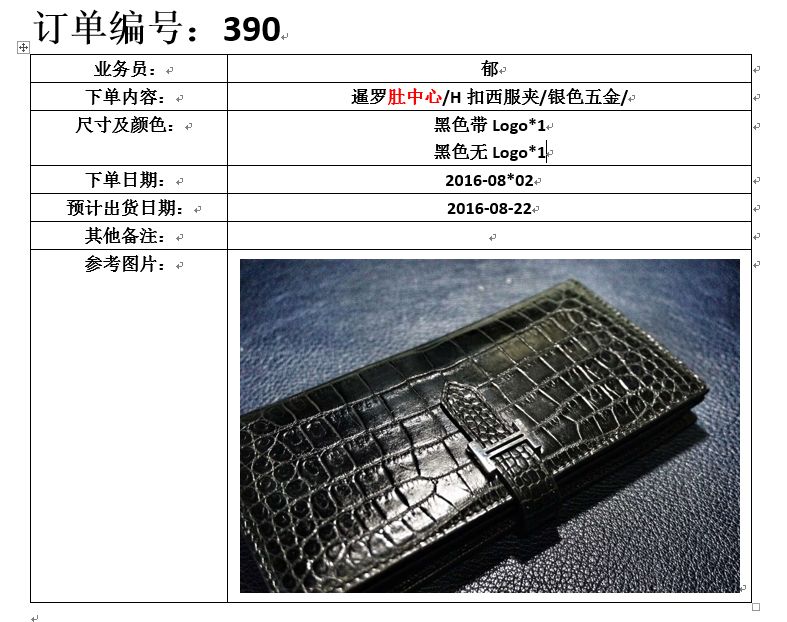 订单编号：390
业务员：
郁
下单内容：
暹罗肚中心/H 扣西服夹/银色五金/
尺寸及颜色：
黑色带 Logo*1
黑色无 Logo*1
下单日期：
2016-08*02
预计出货日期：
2016-08-22
其他备注：
参考图片：